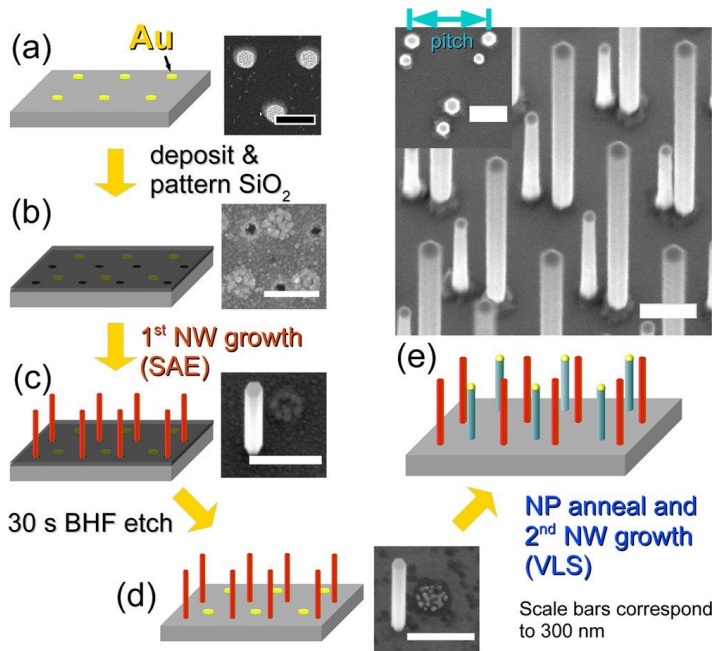 (a)
Au
deposit &
pattern SiO₂
(b)
1st NW growth
(SAE)
(c)
30 s BHF etch
(d)
pitch
(e)
NP anneal and
2nd NW growth
(VLS)
Scale bars correspond
to 300 nm